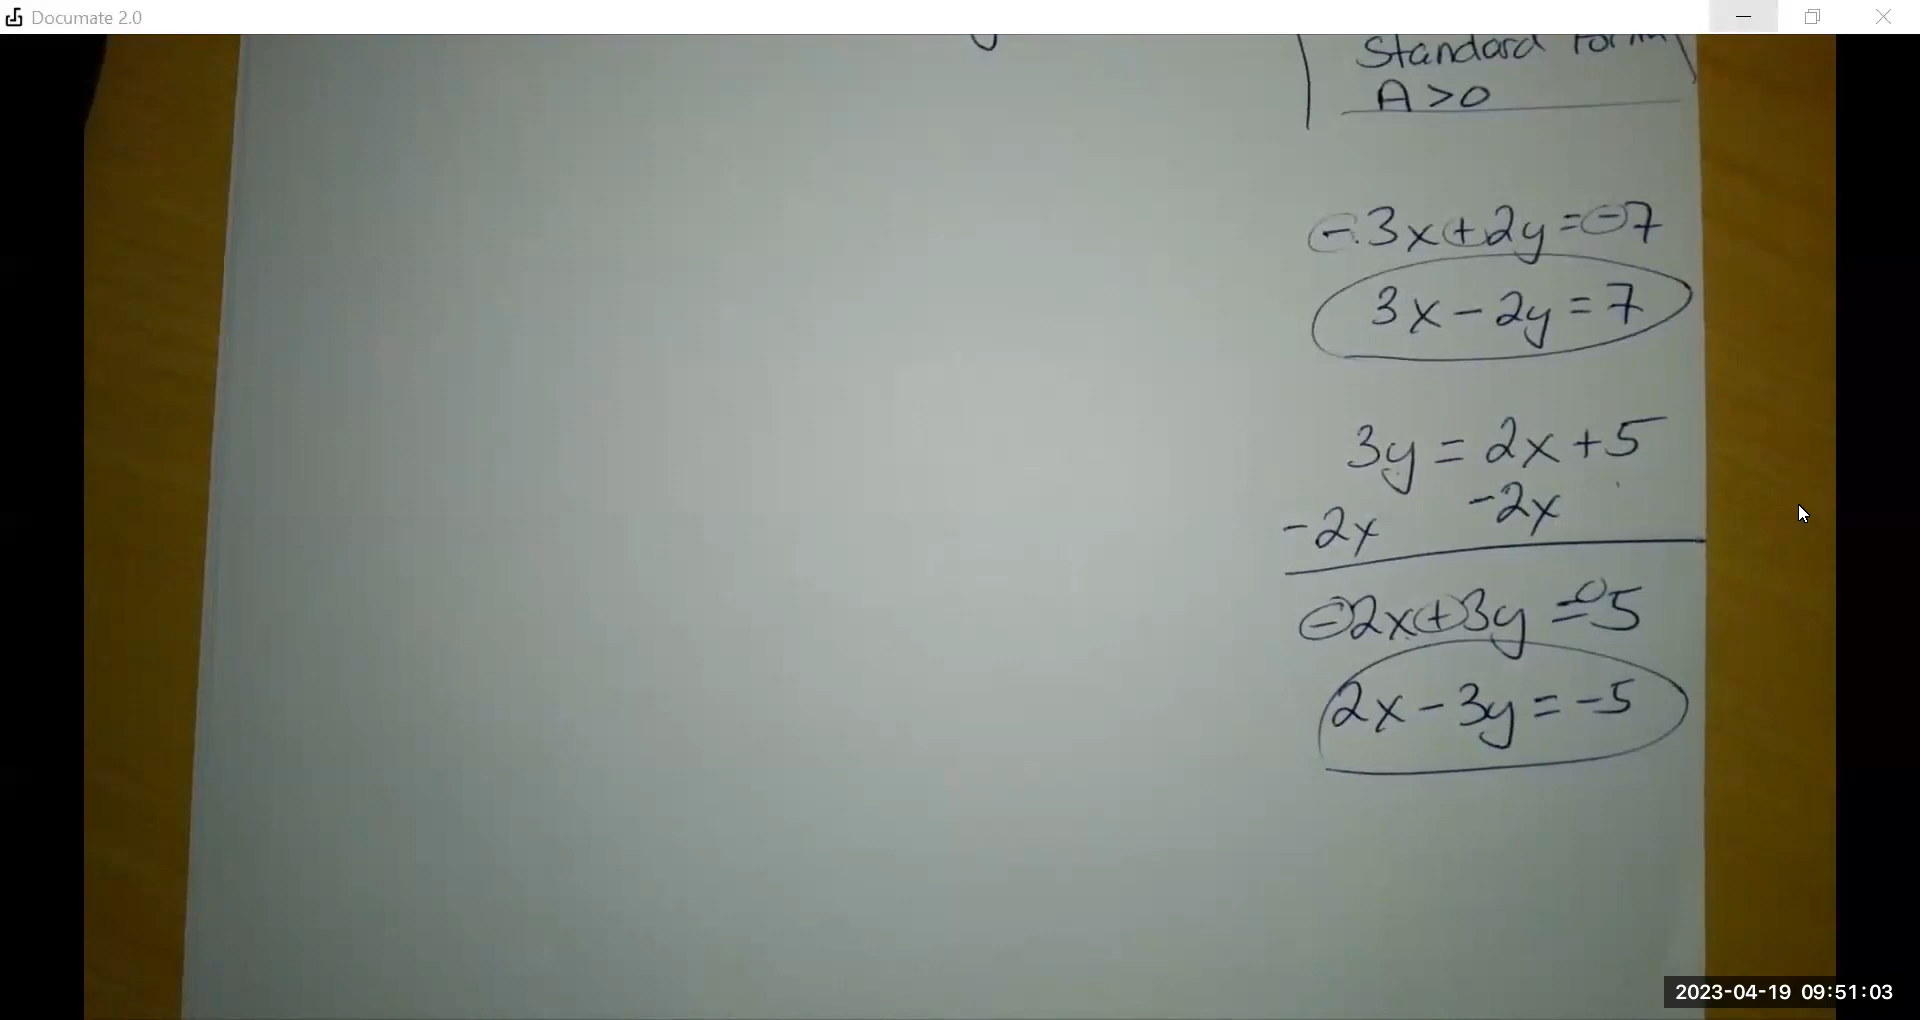 Documate 2.0
Standard Form
A > 0
-3x+2y=-7
3x-2y=7
3y=2x+5
-2x -2x
-2x+3y=5
2x-3y=-5
2023-04-19 09:51:03